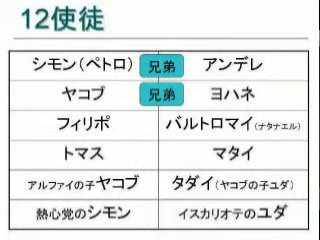 12使徒
シモン(ペトロ) 兄弟 アンデレ
ヤコブ 兄弟 ヨハネ
フィリポ バルトロマイ(ナタナエル)
トマス マタイ
アルファイの子ヤコブ タダイ(ヤコブの子ユダ)
熱心党のシモン イスカリオテのユダ